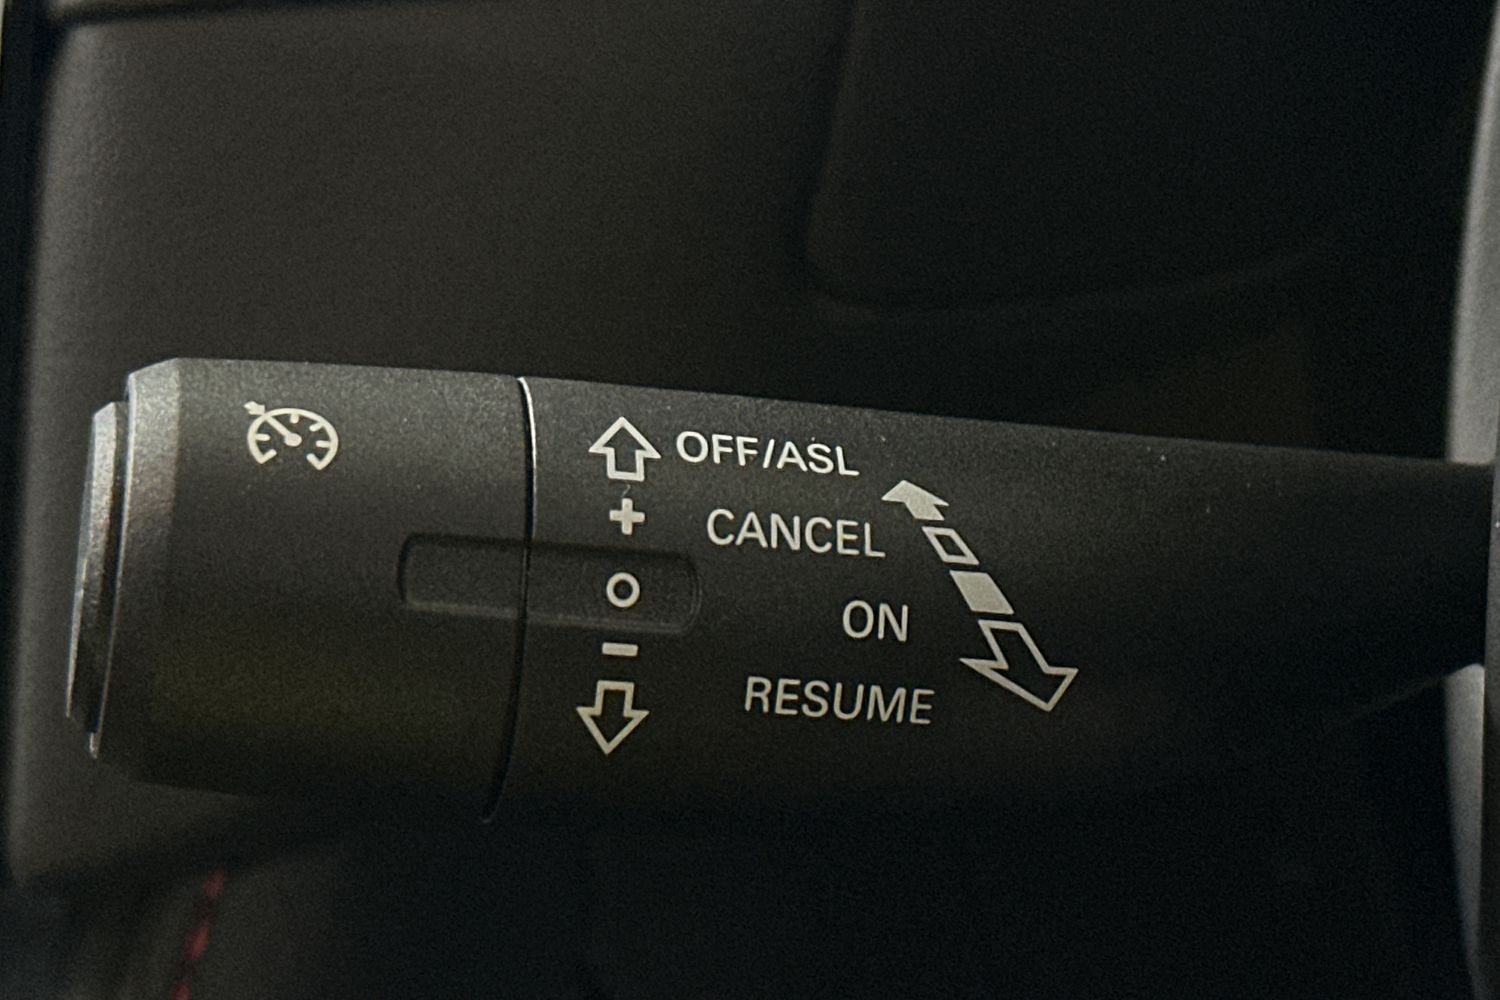 OFF/ASL
+
CANCEL
O
ON
−
RESUME